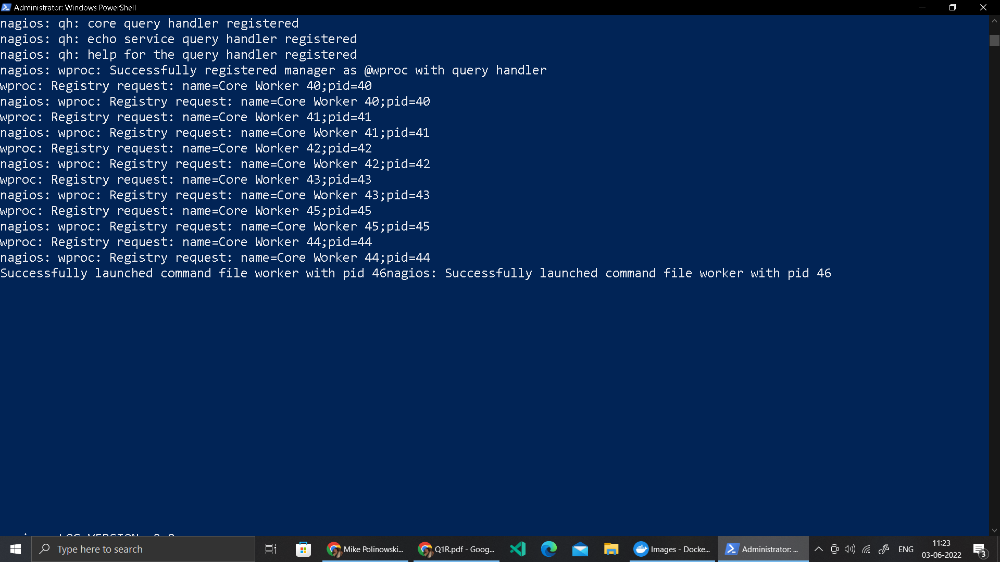 Administrator: Windows PowerShell
nagios: qh: core query handler registered
nagios: qh: echo service query handler registered
nagios: qh: help for the query handler registered
nagios: wproc: Successfully registered manager as @wproc with query handler
wproc: Registry request: name=Core Worker 40;pid=40
nagios: wproc: Registry request: name=Core Worker 40;pid=40
wproc: Registry request: name=Core Worker 41;pid=41
nagios: wproc: Registry request: name=Core Worker 41;pid=41
wproc: Registry request: name=Core Worker 42;pid=42
nagios: wproc: Registry request: name=Core Worker 42;pid=42
wproc: Registry request: name=Core Worker 43;pid=43
nagios: wproc: Registry request: name=Core Worker 43;pid=43
wproc: Registry request: name=Core Worker 45;pid=45
nagios: wproc: Registry request: name=Core Worker 45;pid=45
wproc: Registry request: name=Core Worker 44;pid=44
nagios: wproc: Registry request: name=Core Worker 44;pid=44
Successfully launched command file worker with pid 46nagios: Successfully launched command file worker with pid 46
LOG VERSION
Type here to search
Mike Polinowski...
Q1R.pdf - Goog...
Images - Docke...
Administrator: ...
ENG
11:23
03-06-2022
3